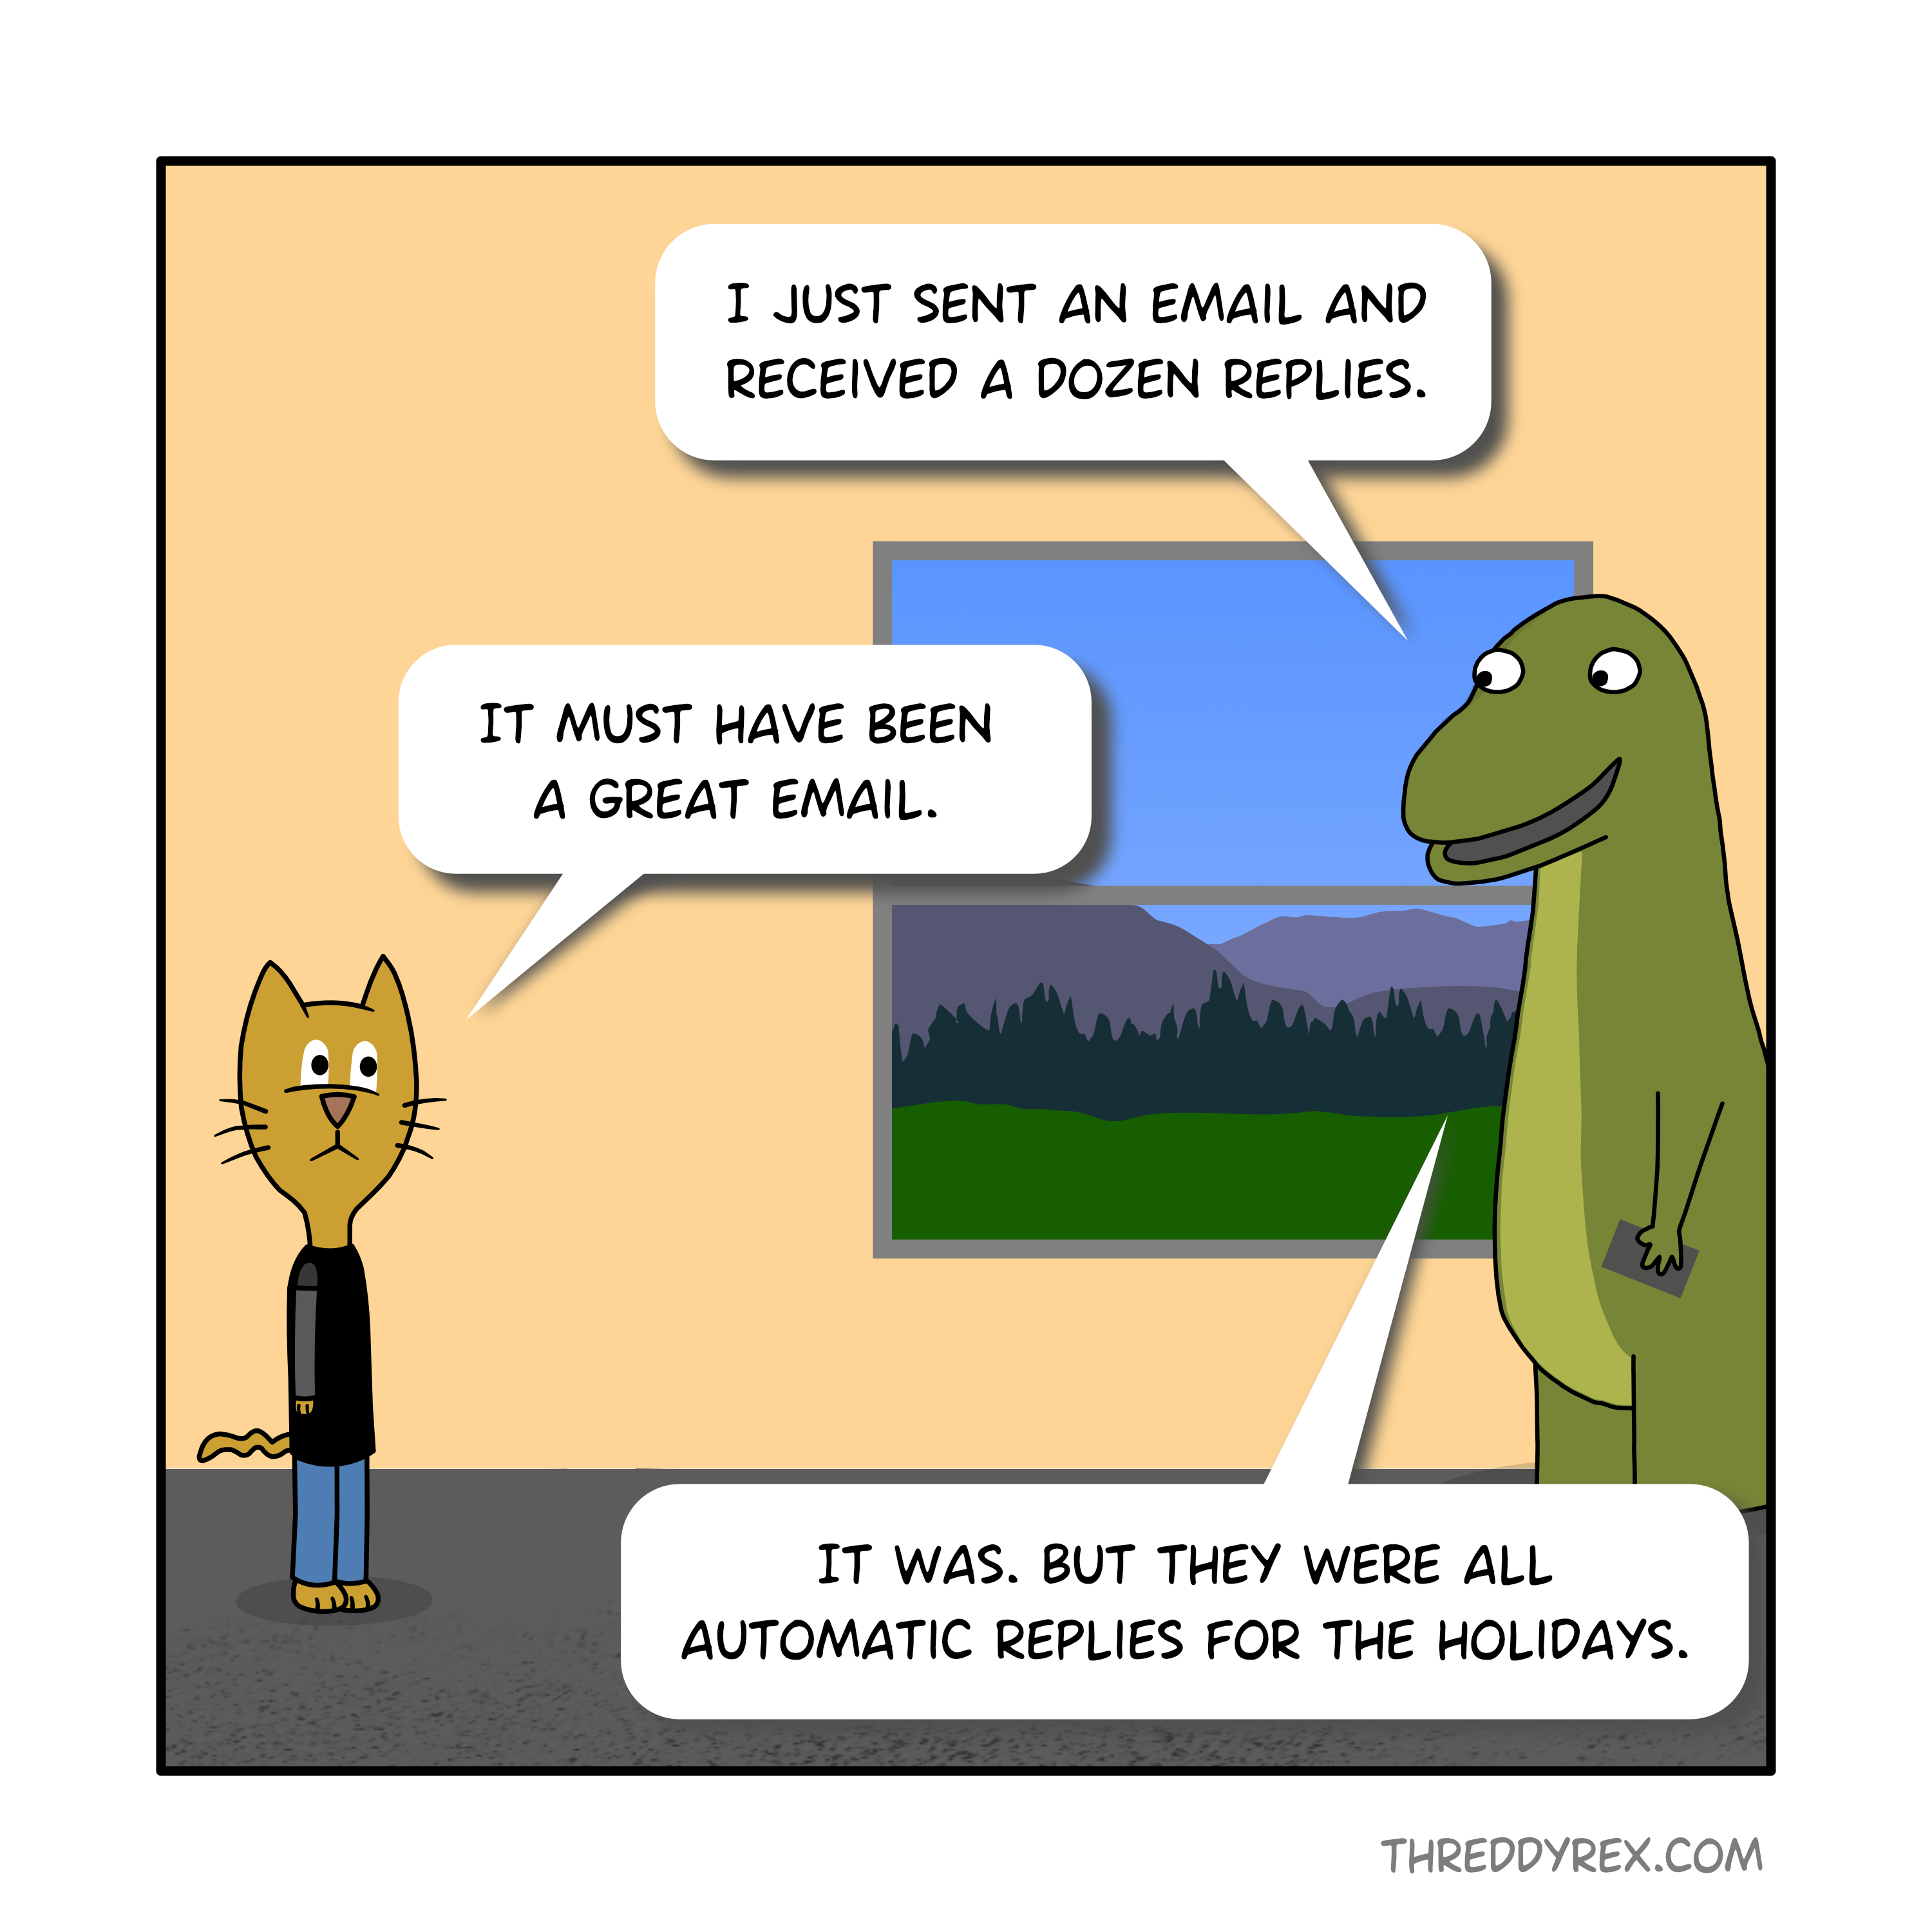 I JUST SENT AN EMAIL AND
RECEIVED A DOZEN REPLIES.
IT MUST HAVE BEEN
A GREAT EMAIL.
IT WAS. BUT THEY WERE ALL
AUTOMATIC REPLIES FOR THE HOLIDAYS.
THREDDYREX.COM